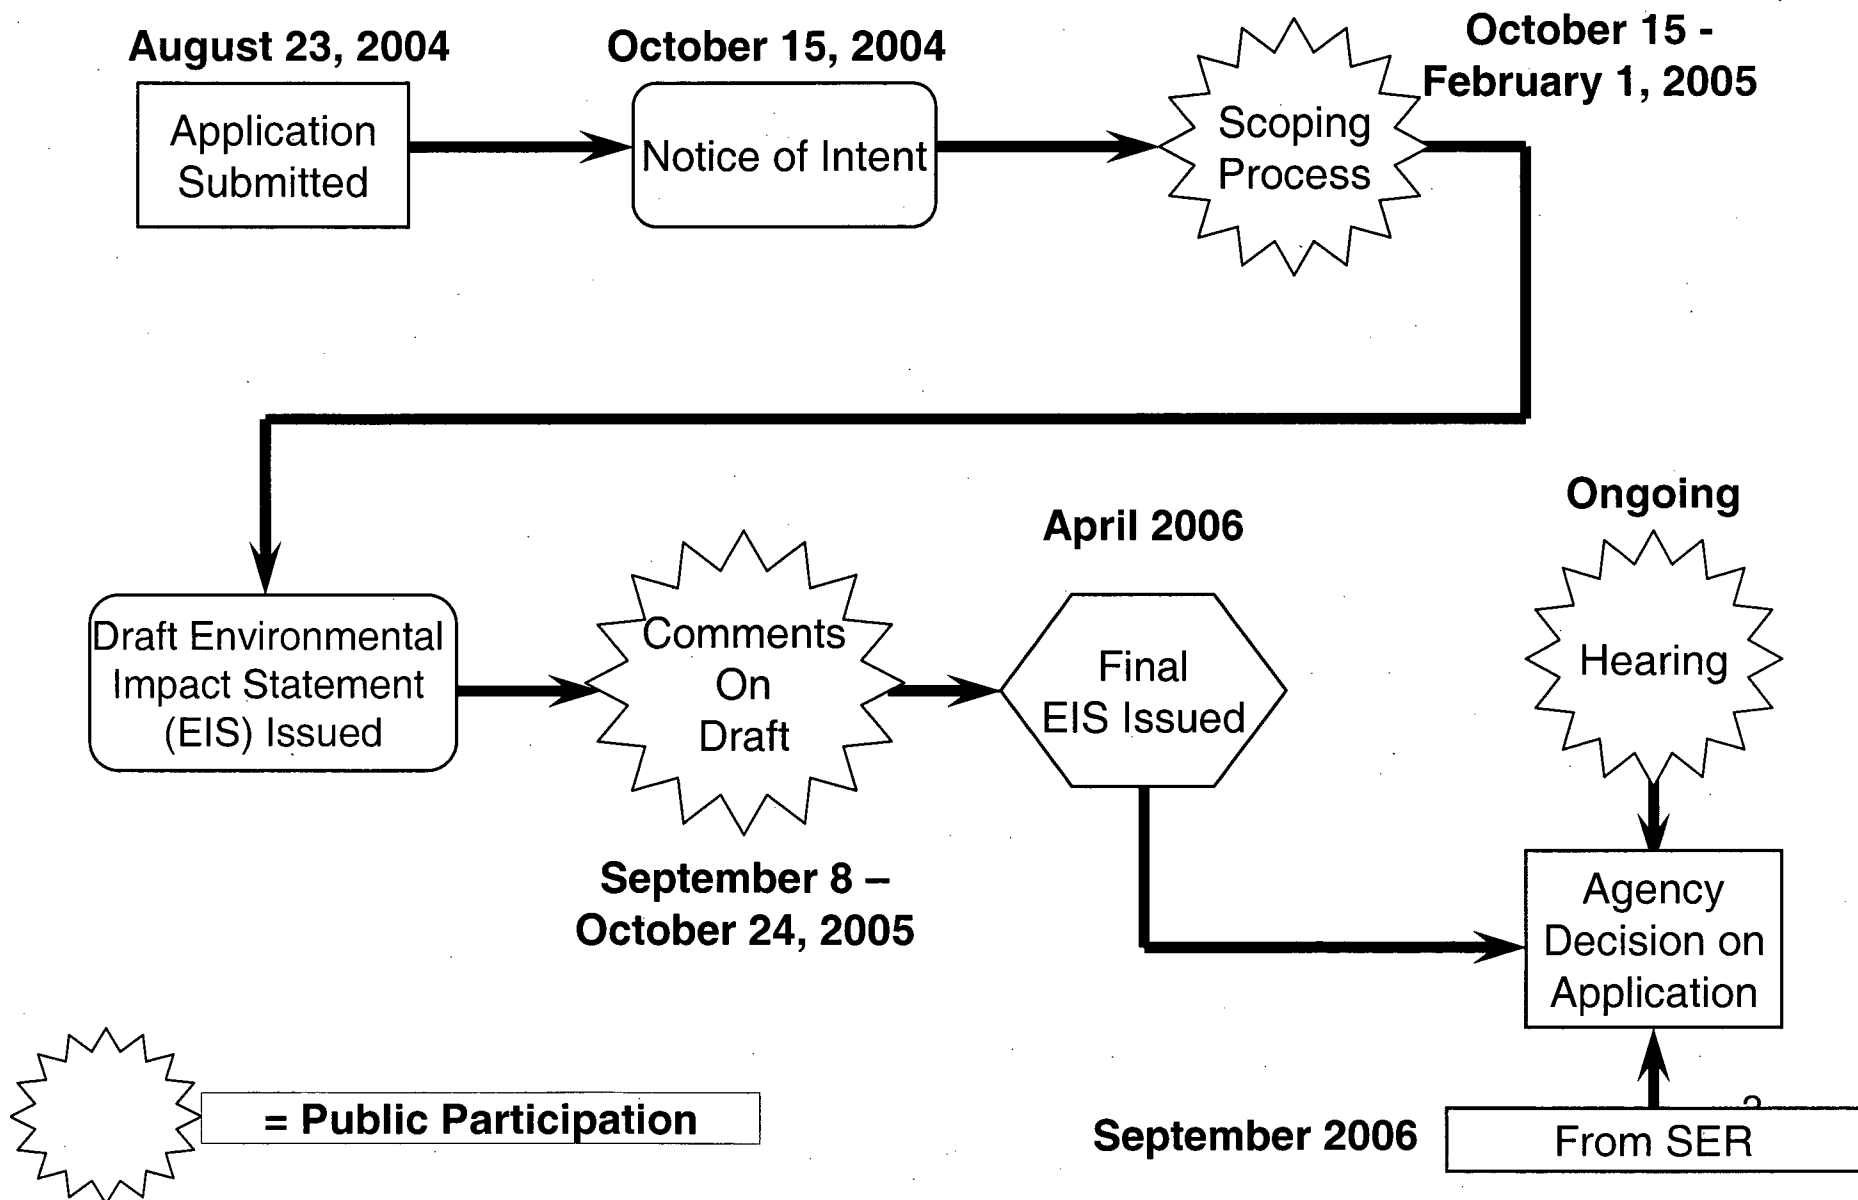 August 23, 2004
Application
Submitted
October 15, 2004
Notice of Intent
October 15 -
February 1, 2005
Scoping
Process
Draft Environmental
Impact Statement
(EIS) Issued
Comments
On
Draft
September 8 –
October 24, 2005
April 2006
Final
EIS Issued
Ongoing
Hearing
Agency
Decision on
Application
= Public Participation
September 2006
From SER